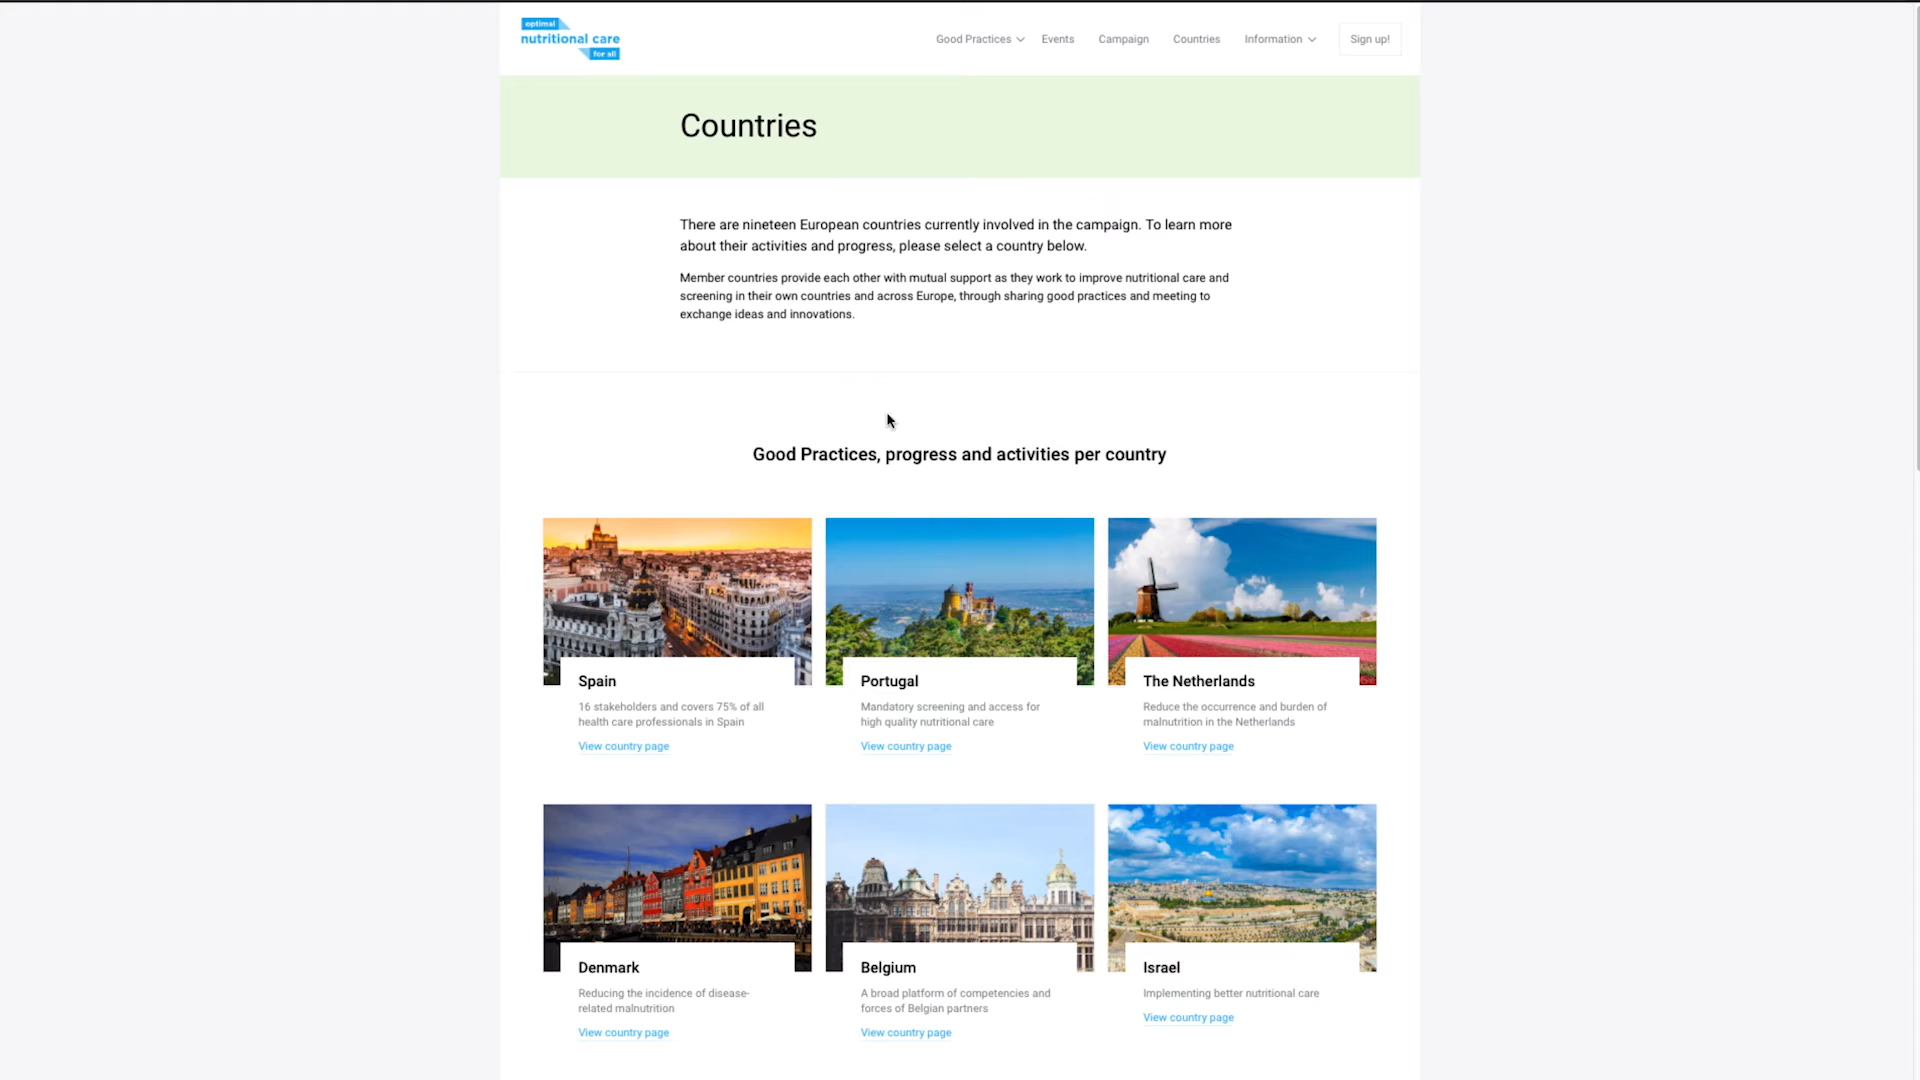 optimal
nutritional care
for all
Good Practices
Events
Campaign
Countries
Information
Sign up!
Countries
There are nineteen European countries currently involved in the campaign. To learn more
about their activities and progress, please select a country below.
Member countries provide each other with mutual support as they work to improve nutritional care and
screening in their own countries and across Europe, through sharing good practices and meeting to
exchange ideas and innovations.
Good Practices, progress and activities per country
Spain
16 stakeholders and covers 75% of all
health care professionals in Spain
View country page
Portugal
Mandatory screening and access for
high quality nutritional care
View country page
The Netherlands
Reduce the occurrence and burden of
malnutrition in the Netherlands
View country page
Denmark
Reducing the incidence of disease-
related malnutrition
View country page
Belgium
A broad platform of competencies and
forces of Belgian partners
View country page
Israel
Implementing better nutritional care
View country page